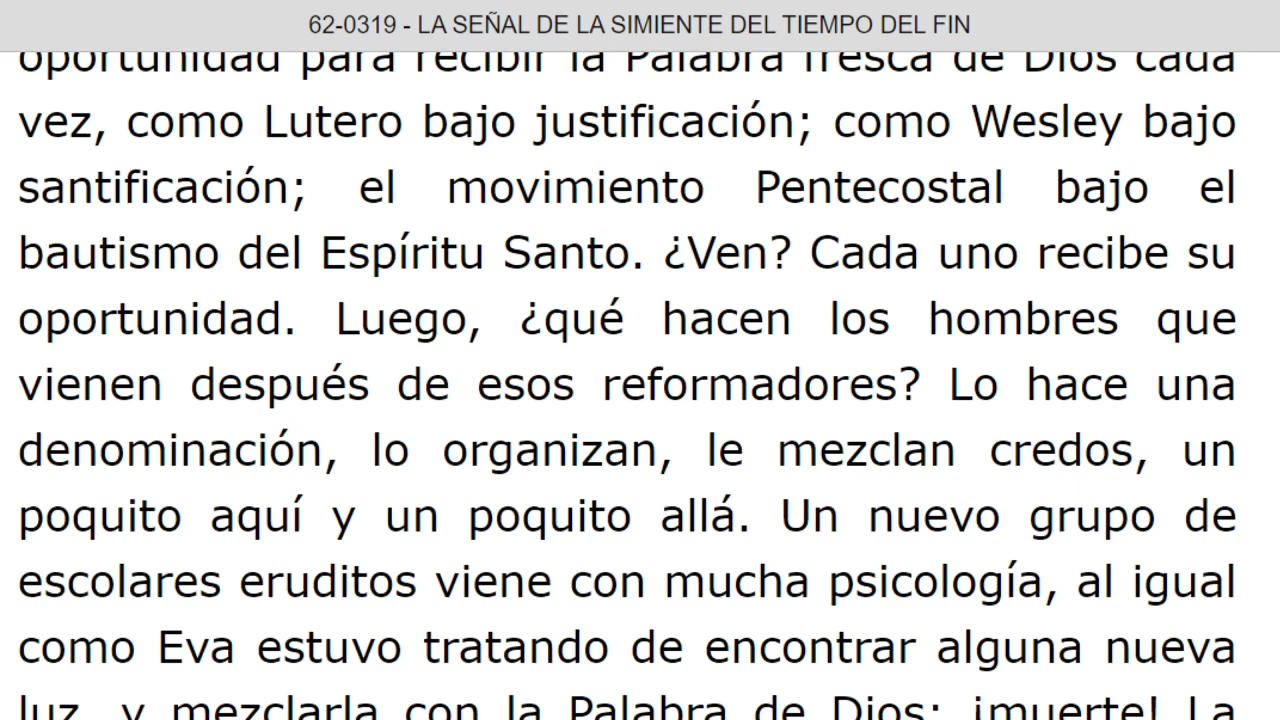 62-0319 - LA SEÑAL DE LA SIMIENTE DEL TIEMPO DEL FIN
oportunidad para recibir la Palabra fresca de Dios cada
vez, como Lutero bajo justificación; como Wesley bajo
santificación; el movimiento Pentecostal bajo el
bautismo del Espíritu Santo. ¿Ven? Cada uno recibe su
oportunidad. Luego, ¿qué hacen los hombres que
vienen después de esos reformadores? Lo hace una
denominación, lo organizan, le mezclan credos, un
poquito aquí y un poquito allá. Un nuevo grupo de
escolares eruditos viene con mucha psicología, al igual
como Eva estuvo tratando de encontrar alguna nueva
luz, y mezclarla con la Palabra de Dios; ¡muerte! La